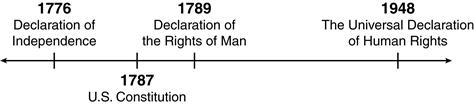 1776
Declaration of
Independence
1787
U.S. Constitution
1789
Declaration of
the Rights of Man
1948
The Universal Declaration
of Human Rights